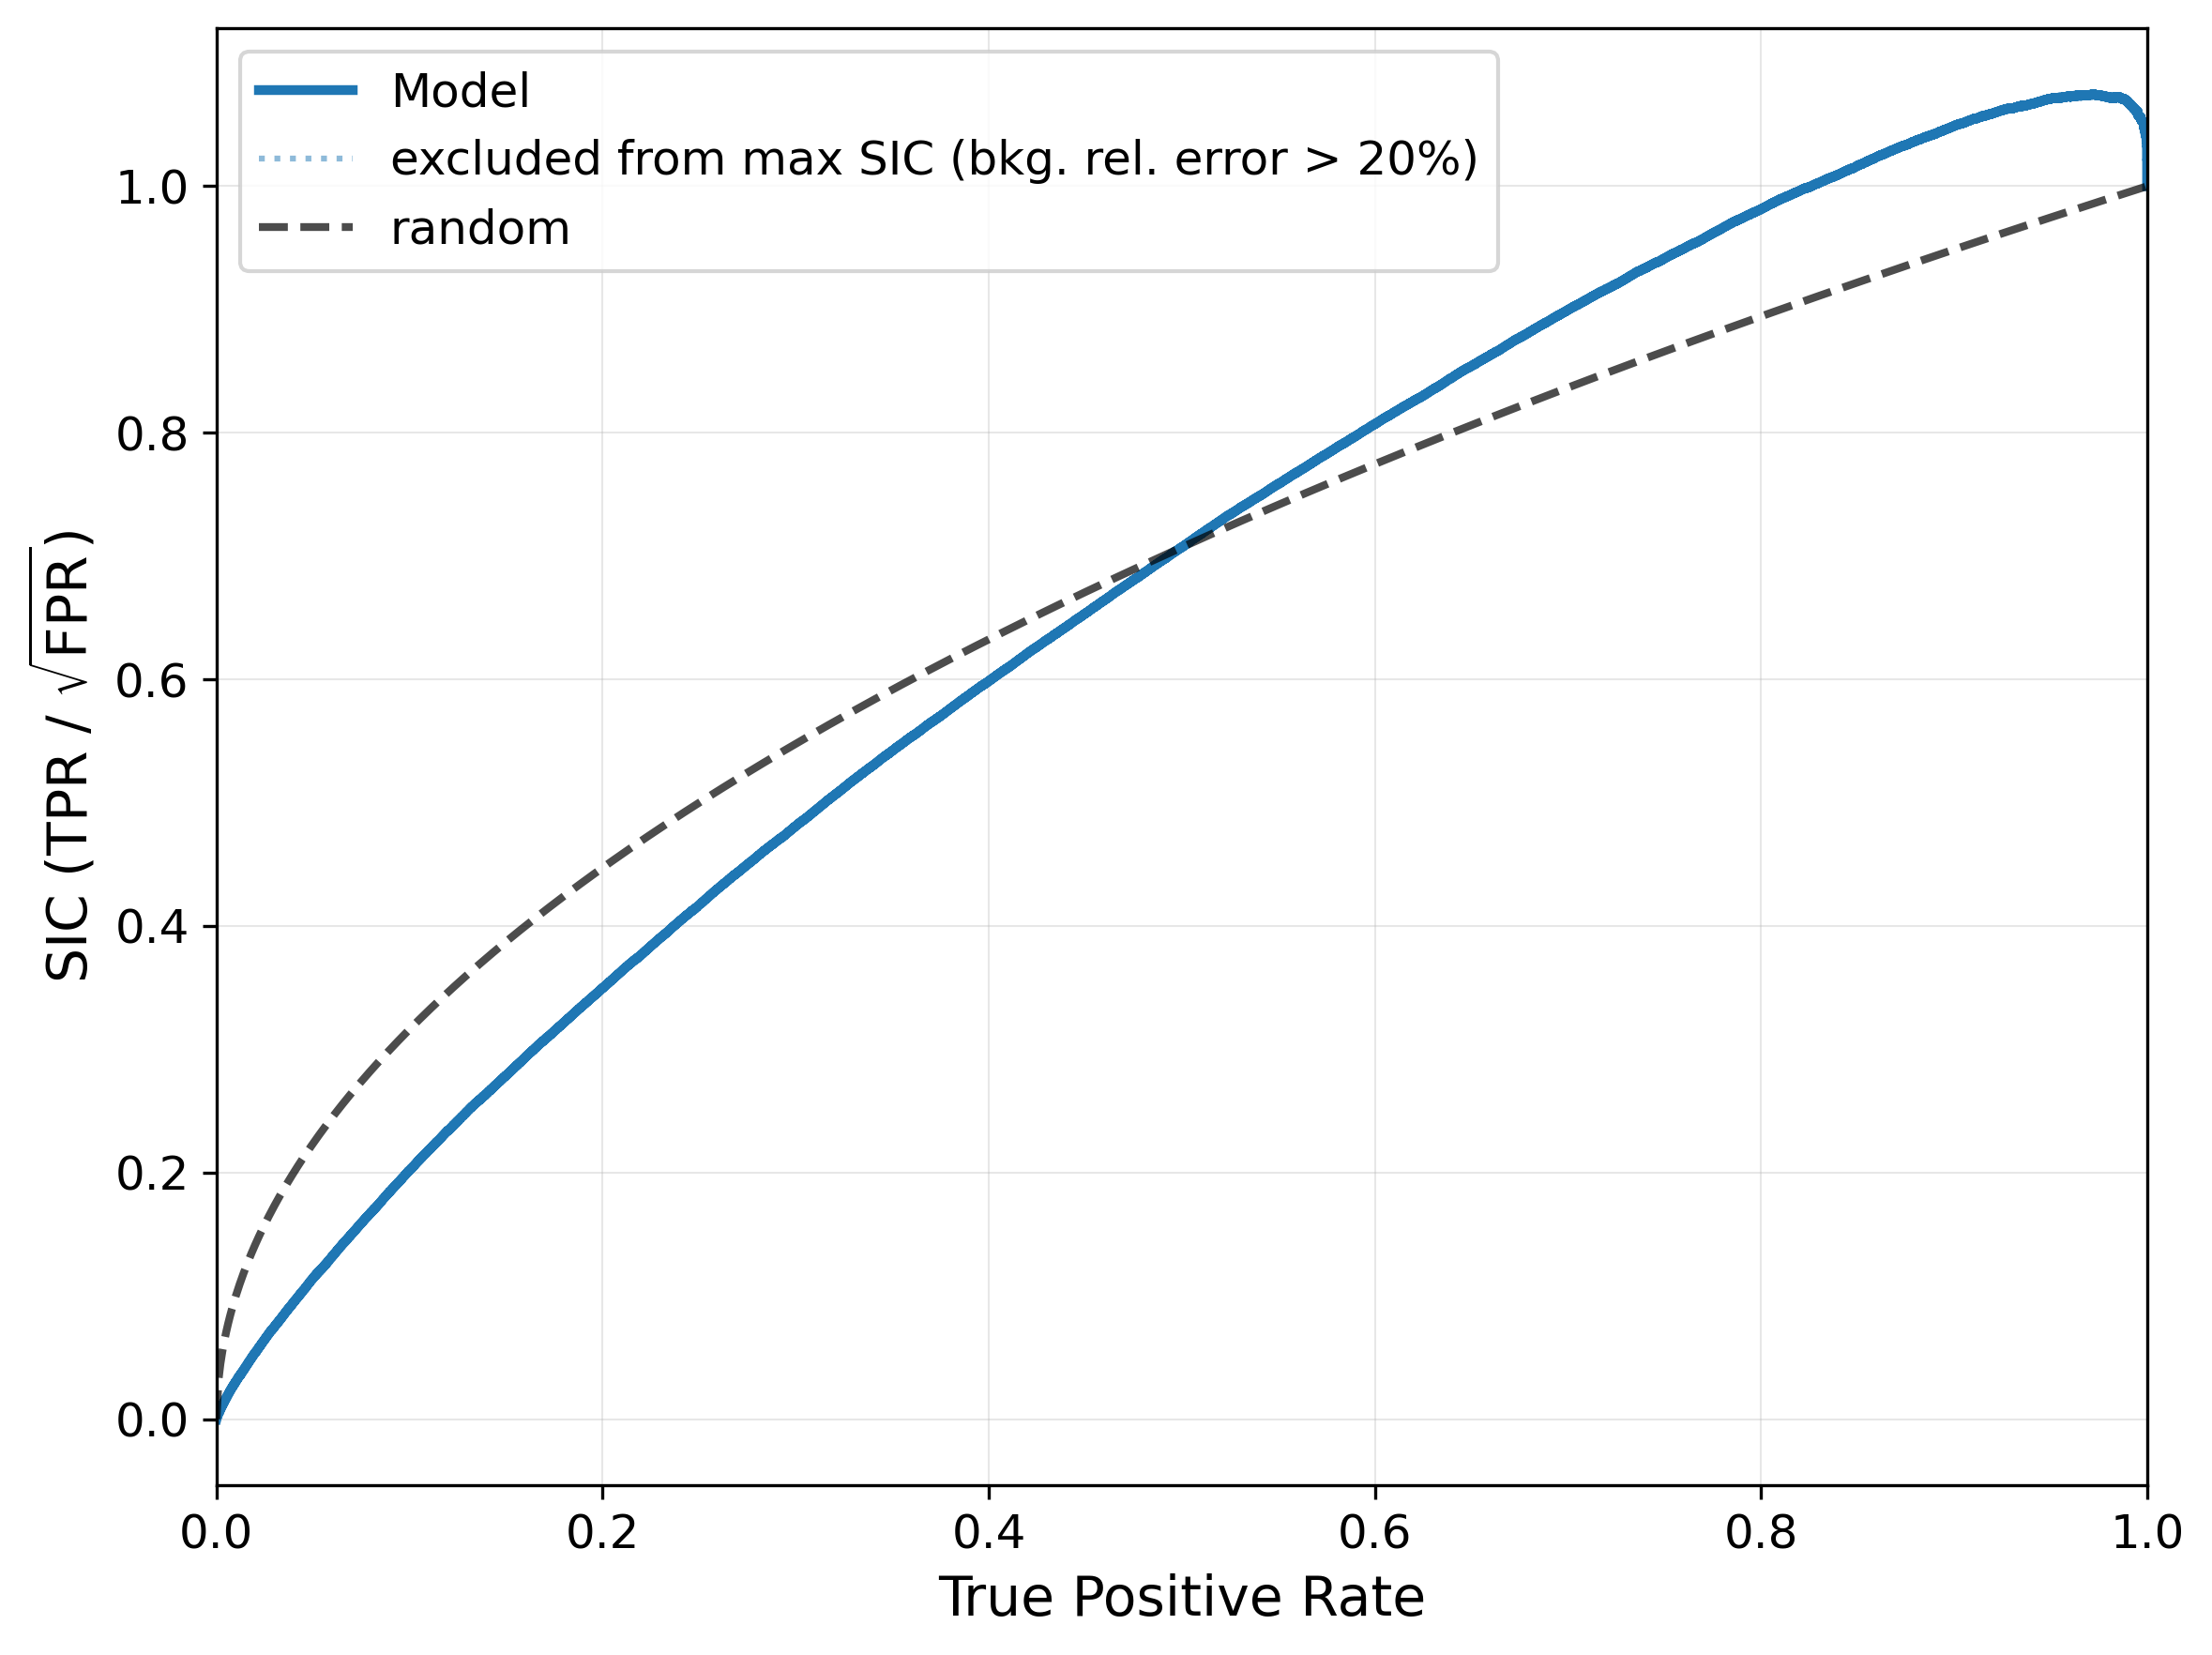 Model
excluded from max SIC (bkg. rel. error > 20%)
random
SIC (TPR / √FPR)
1.0
0.8
0.6
0.4
0.2
0.0
0.0 0.2 0.4 0.6 0.8 1.0
True Positive Rate